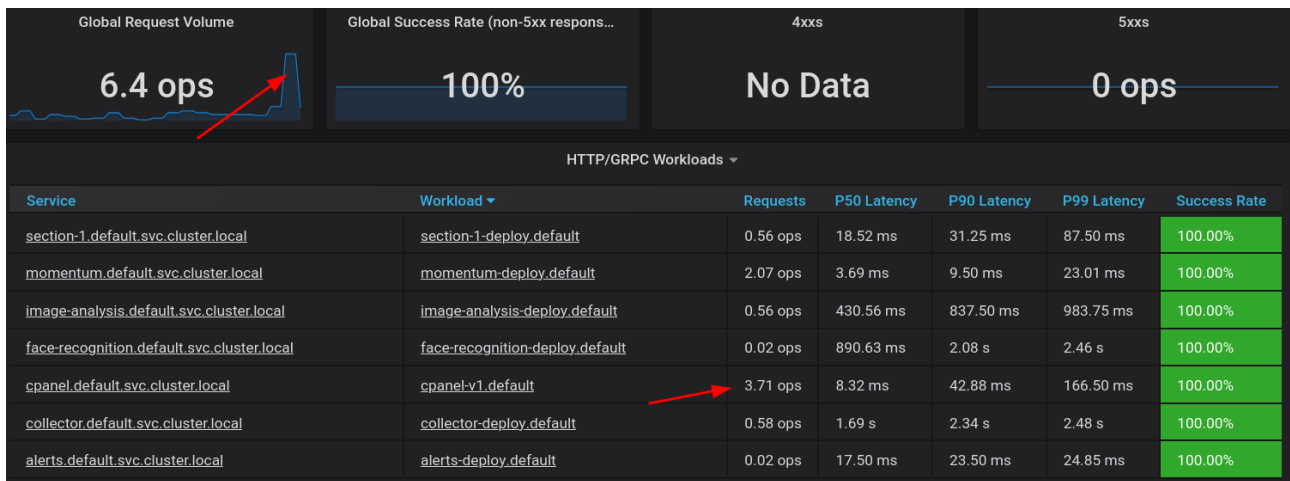 Global Request Volume
Global Success Rate (non-5xx respons…
4xxs
5xxs
6.4 ops
100%
No Data
0 ops
HTTP/GRPC Workloads
Service Workload Requests P50 Latency P90 Latency P99 Latency Success Rate
section-1.default.svc.cluster.local section-1-deploy.default 0.56 ops 18.52 ms 31.25 ms 87.50 ms 100.00%
momentum.default.svc.cluster.local momentum-deploy.default 2.07 ops 3.69 ms 9.50 ms 23.01 ms 100.00%
image-analysis.default.svc.cluster.local image-analysis-deploy.default 0.56 ops 430.56 ms 837.50 ms 983.75 ms 100.00%
face-recognition.default.svc.cluster.local face-recognition-deploy.default 0.02 ops 890.63 ms 2.08 s 2.46 s 100.00%
cpanel.default.svc.cluster.local cpanel-v1.default 3.71 ops 8.32 ms 42.88 ms 166.50 ms 100.00%
collector.default.svc.cluster.local collector-deploy.default 0.58 ops 1.69 s 2.34 s 2.48 s 100.00%
alerts.default.svc.cluster.local alerts-deploy.default 0.02 ops 17.50 ms 23.50 ms 24.85 ms 100.00%